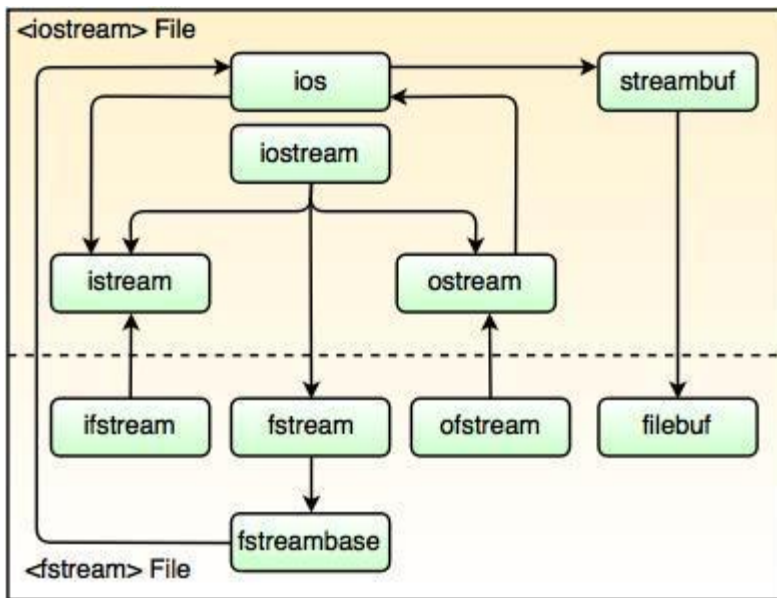 <iostream> File
ios
streambuf
iostream
istream
ostream
ifstream
fstream
ofstream
filebuf
fstreambase
<fstream> File